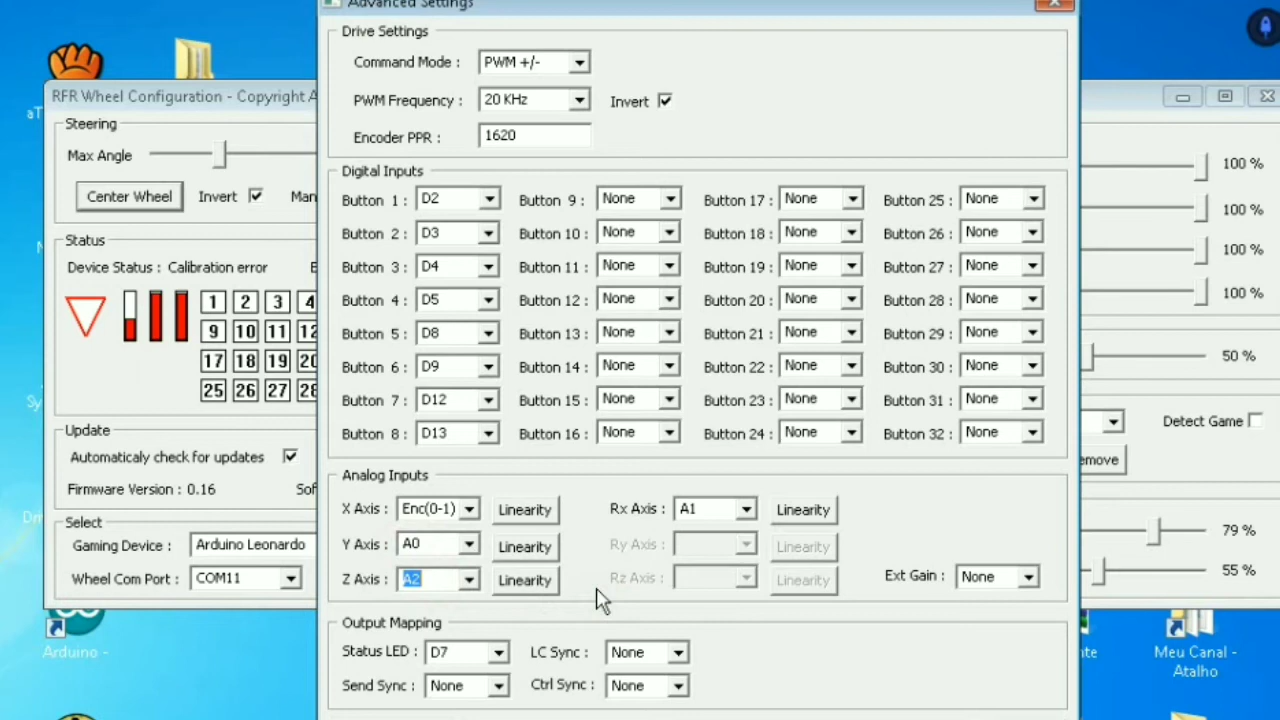 Advanced Settings
Drive Settings
Command Mode : PWM +/-
PWM Frequency : 20 KHz Invert
Encoder PPR : 1620
Digital Inputs
Button 1 : D2 Button 9 : None Button 17 : None Button 25 : None
Button 2 : D3 Button 10 : None Button 18 : None Button 26 : None
Button 3 : D4 Button 11 : None Button 19 : None Button 27 : None
Button 4 : D5 Button 12 : None Button 20 : None Button 28 : None
Button 5 : D8 Button 13 : None Button 21 : None Button 29 : None
Button 6 : D9 Button 14 : None Button 22 : None Button 30 : None
Button 7 : D12 Button 15 : None Button 23 : None Button 31 : None
Button 8 : D13 Button 16 : None Button 24 : None Button 32 : None
Analog Inputs
X Axis : Enc(0-1) Linearity Rx Axis : A1 Linearity
Y Axis : A0 Linearity Ry Axis : Linearity
Z Axis : A2 Linearity Rz Axis : Linearity Ext Gain : None
Output Mapping
Status LED : D7 LC Sync : None
Send Sync : None Ctrl Sync : None
RFR Wheel Configuration - Copyright A
Steering
Max Angle
Center Wheel Invert Man
Status
Device Status : Calibration error E
1 2 3 4
9 10 11 12
17 18 19 20
25 26 27 28
Update
Automaticaly check for updates
Firmware Version : 0.16 Sof
Select
Gaming Device : Arduino Leonardo
Wheel Com Port : COM11
100 %
100 %
100 %
100 %
50 %
Detect Game
emove
79 %
55 %
aT
Sy
Dri
Arduino -
nte
Meu Canal -
Atalho